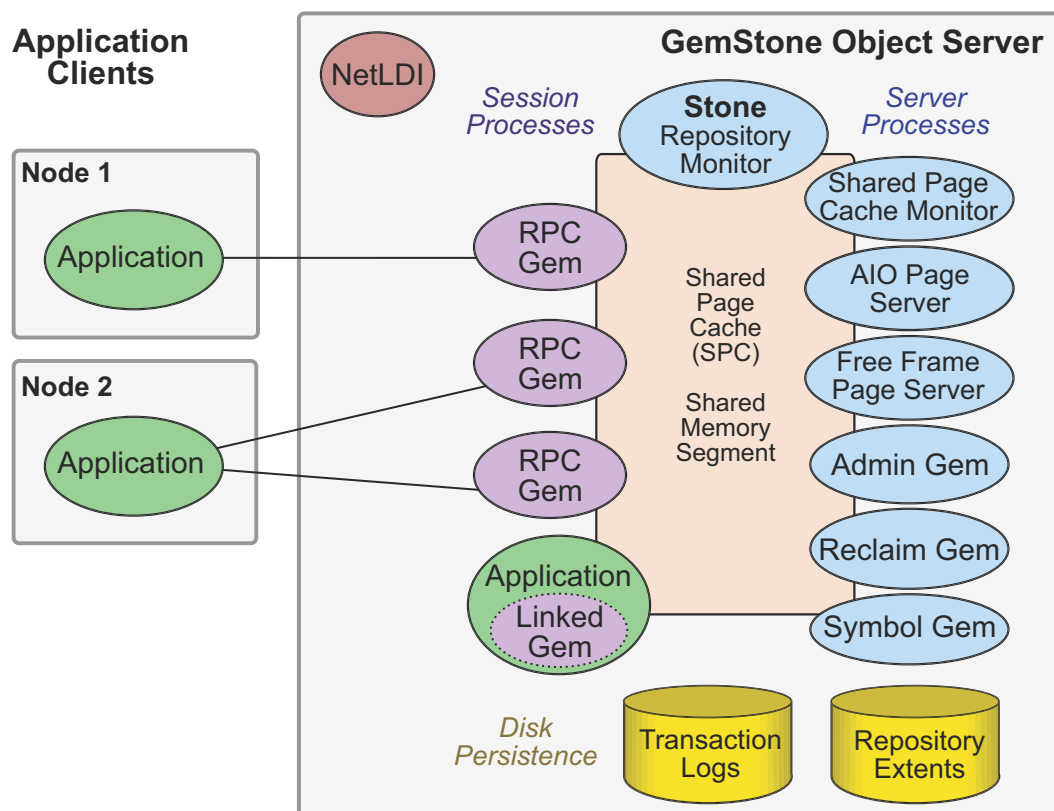 Application
Clients
GemStone Object Server
NetLDI
Session
Processes
Stone
Repository
Monitor
Server
Processes
Node 1
Application
Node 2
Application
RPC
Gem
RPC
Gem
RPC
Gem
Application
Linked
Gem
Shared
Page
Cache
(SPC)
Shared
Memory
Segment
Shared Page
Cache Monitor
AIO Page
Server
Free Frame
Page Server
Admin Gem
Reclaim Gem
Symbol Gem
Disk
Persistence
Transaction
Logs
Repository
Extents